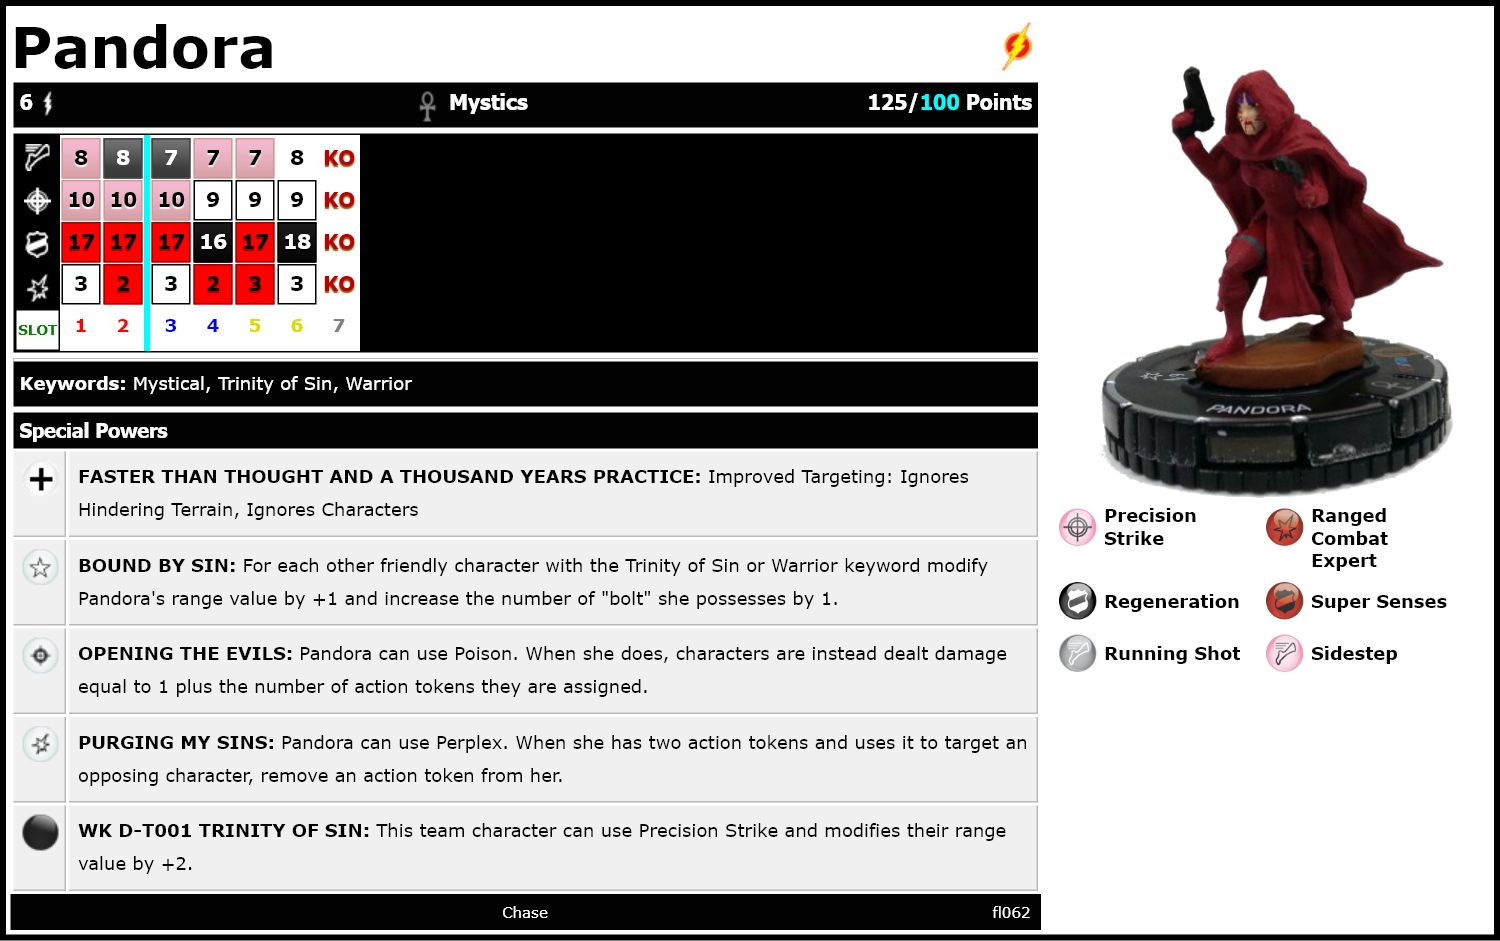 Pandora
6 Mystics 125/100 Points
8 8 7 7 7 8 KO
10 10 10 9 9 9 KO
17 17 17 16 17 18 KO
3 2 3 2 3 3 KO
SLOT 1 2 3 4 5 6 7
Keywords: Mystical, Trinity of Sin, Warrior
Special Powers
FASTER THAN THOUGHT AND A THOUSAND YEARS PRACTICE: Improved Targeting: Ignores
Hindering Terrain, Ignores Characters
BOUND BY SIN: For each other friendly character with the Trinity of Sin or Warrior keyword modify
Pandora's range value by +1 and increase the number of "bolt" she possesses by 1.
OPENING THE EVILS: Pandora can use Poison. When she does, characters are instead dealt damage
equal to 1 plus the number of action tokens they are assigned.
PURGING MY SINS: Pandora can use Perplex. When she has two action tokens and uses it to target an
opposing character, remove an action token from her.
WK D-T001 TRINITY OF SIN: This team character can use Precision Strike and modifies their range
value by +2.
Chase fl062
PANDORA
Precision
Strike
Ranged
Combat
Expert
Regeneration
Super Senses
Running Shot
Sidestep